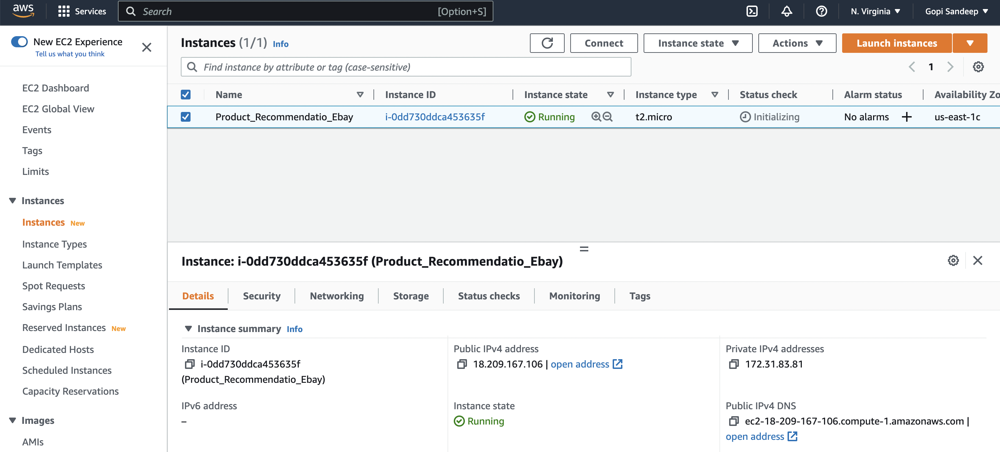 aws
Services
Search
[Option+S]
N. Virginia
Gopi Sandeep
New EC2 Experience
Tell us what you think
EC2 Dashboard
EC2 Global View
Events
Tags
Limits
Instances
Instances New
Instance Types
Launch Templates
Spot Requests
Savings Plans
Reserved Instances New
Dedicated Hosts
Scheduled Instances
Capacity Reservations
Images
AMIs
Instances (1/1) Info
Connect
Instance state
Actions
Launch instances
Find instance by attribute or tag (case-sensitive)
1
Name Instance ID Instance state Instance type Status check Alarm status Availability Zo
Product_Recommendatio_Ebay i-0dd730ddca453635f Running t2.micro Initializing No alarms + us-east-1c
Instance: i-0dd730ddca453635f (Product_Recommendatio_Ebay)
Details Security Networking Storage Status checks Monitoring Tags
Instance summary Info
Instance ID
i-0dd730ddca453635f
(Product_Recommendatio_Ebay)
Public IPv4 address
18.209.167.106 | open address
Private IPv4 addresses
172.31.83.81
IPv6 address
–
Instance state
Running
Public IPv4 DNS
ec2-18-209-167-106.compute-1.amazonaws.com |
open address